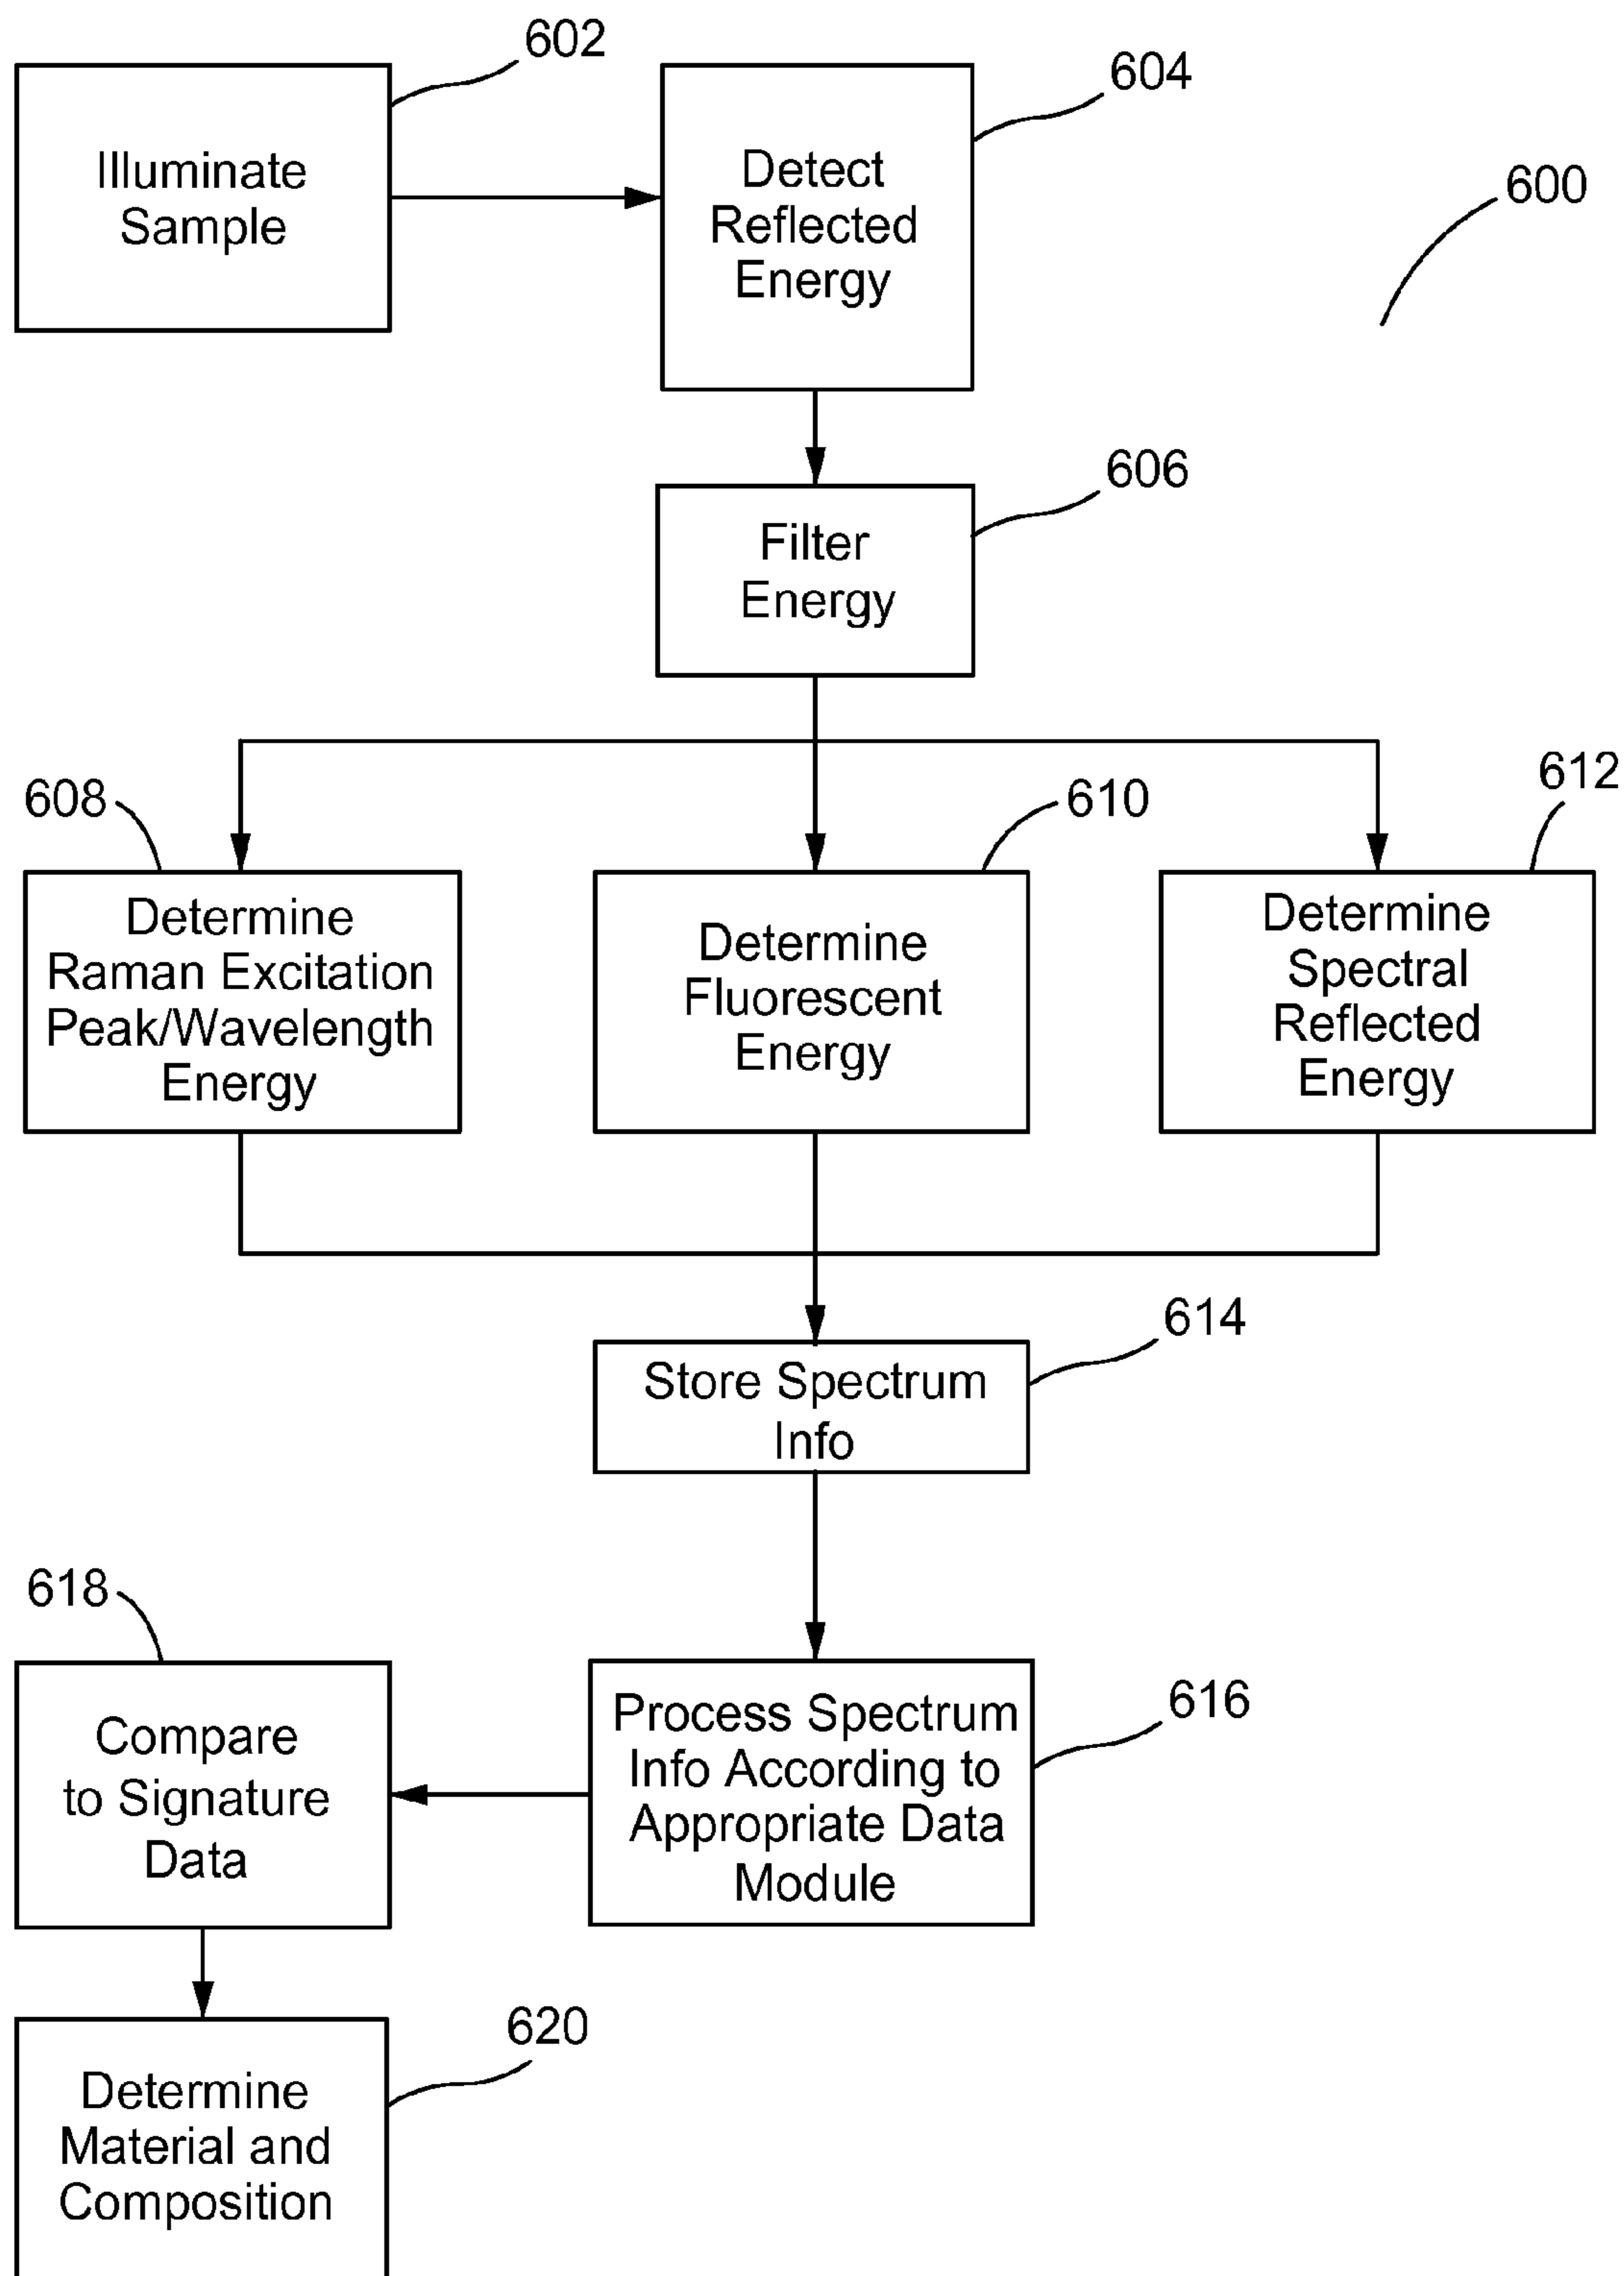 602
Illuminate
Sample
604
Detect
Reflected
Energy
600
606
Filter
Energy
608
Determine
Raman Excitation
Peak/Wavelength
Energy
610
Determine
Fluorescent
Energy
612
Determine
Spectral
Reflected
Energy
614
Store Spectrum
Info
616
Process Spectrum
Info According to
Appropriate Data
Module
618
Compare
to Signature
Data
620
Determine
Material and
Composition